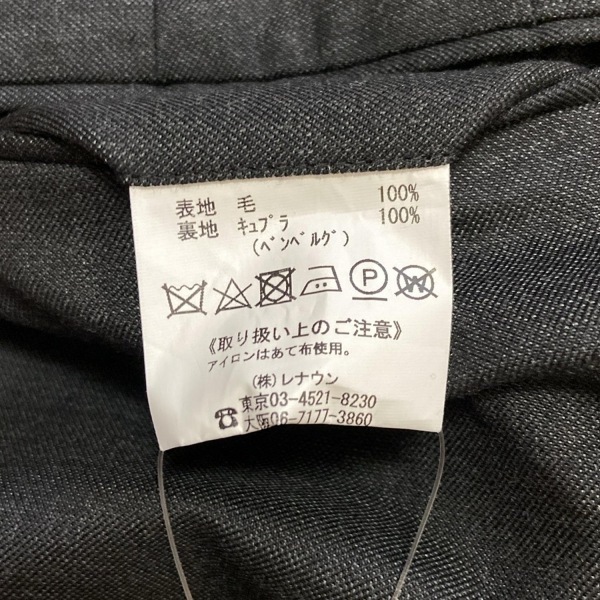 表地 毛 100%
裏地 ｷｭﾌﾟﾗ 100%
(ﾍﾞﾝﾍﾞﾙｸﾞ)
P W
《取り扱い上のご注意》
アイロンはあて布使用。
(株)レナウン
東京03-4521-8230
☎大阪06-7177-3860